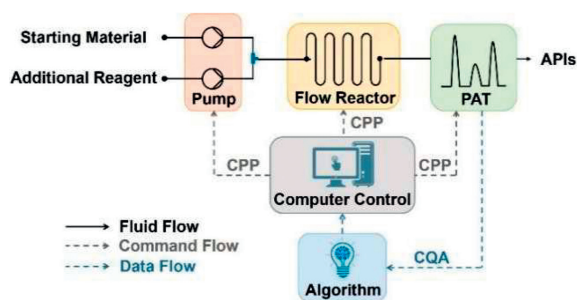 Starting Material
Additional Reagent
Pump
Flow Reactor
PAT
APIs
CPP
CPP
CPP
Computer Control
Fluid Flow
Command Flow
Data Flow
Algorithm
CQA